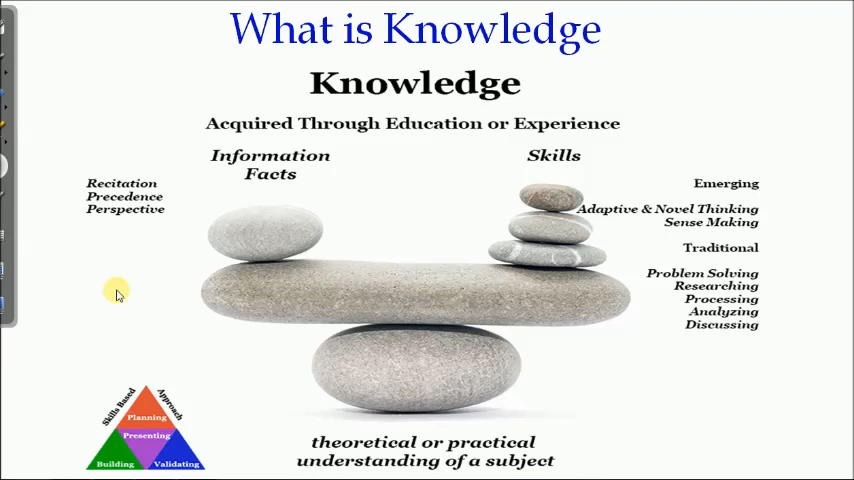 What is Knowledge
Knowledge
Acquired Through Education or Experience
Information
Facts
Skills
Recitation
Precedence
Perspective
Emerging
Adaptive & Novel Thinking
Sense Making
Traditional
Problem Solving
Researching
Processing
Analyzing
Discussing
Skills Based
Approach
Planning
Presenting
Building
Validating
theoretical or practical
understanding of a subject